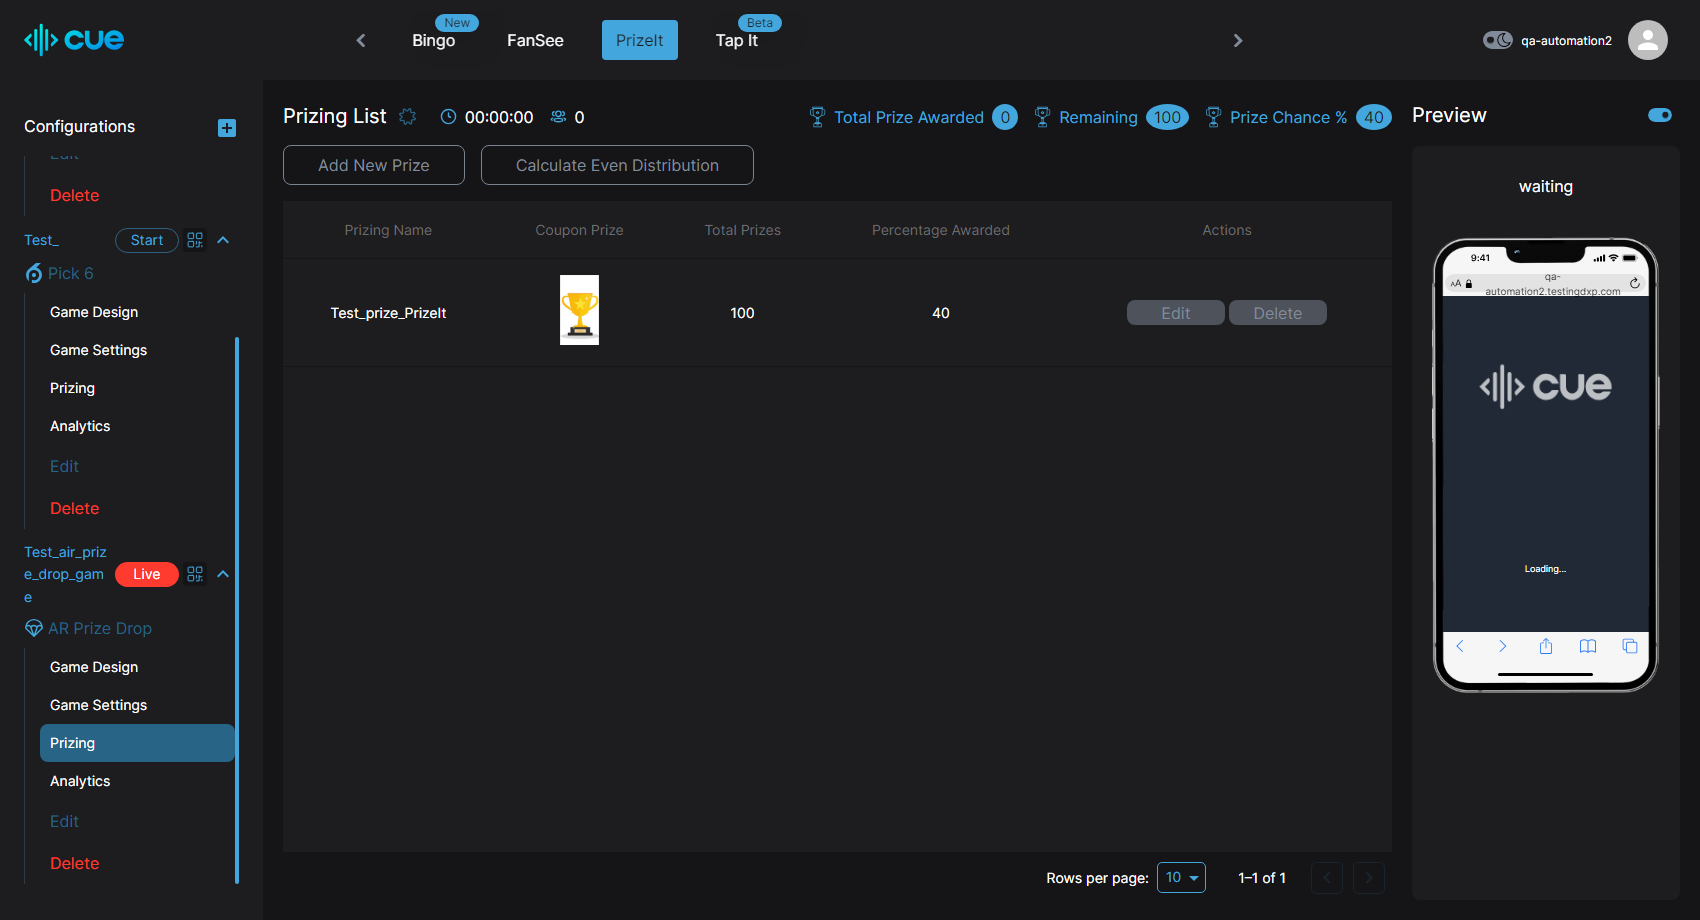 cue
New
Bingo
FanSee
PrizeIt
Beta
Tap It
qa-automation2
Configurations
Edit
Delete
Test_
Start
Pick 6
Game Design
Game Settings
Prizing
Analytics
Edit
Delete
Test_air_priz
e_drop_gam
e
Live
AR Prize Drop
Game Design
Game Settings
Prizing
Analytics
Edit
Delete
Prizing List
00:00:00
0
Total Prize Awarded 0
Remaining 100
Prize Chance % 40
Add New Prize
Calculate Even Distribution
Prizing Name
Coupon Prize
Total Prizes
Percentage Awarded
Actions
Test_prize_PrizeIt
100
40
Edit
Delete
Rows per page: 10
1–1 of 1
Preview
waiting
9:41
AA
qa-
automation2.testingdxp.com
cue
Loading...